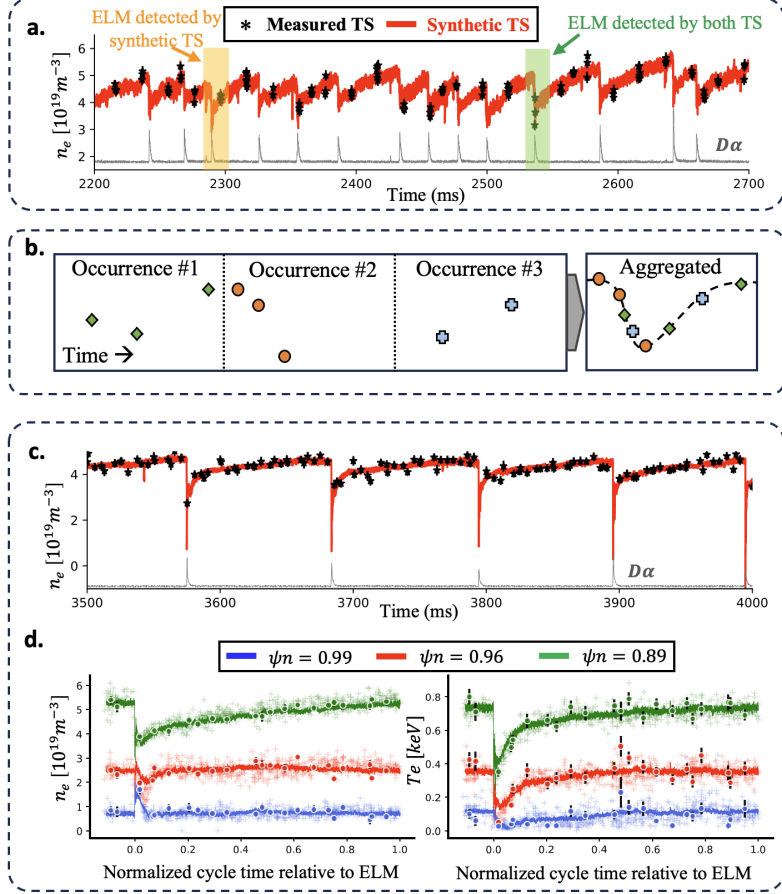 a.
ELM detected by
synthetic TS
* Measured TS Synthetic TS
ELM detected by both TS
n_e [10^{19}m^{-3}]
6
5
4
3
2
Dα
2200 2300 2400 2500 2600 2700
Time (ms)
b.
Occurrence #1 Occurrence #2 Occurrence #3 Aggregated
Time →
c.
n_e [10^{19}m^{-3}]
4
2
0
Dα
3500 3600 3700 3800 3900 4000
Time (ms)
d.
ψn = 0.99 ψn = 0.96 ψn = 0.89
n_e [10^{19}m^{-3}]
6
5
4
3
2
1
0
0.0 0.2 0.4 0.6 0.8 1.0
Normalized cycle time relative to ELM
Te [keV]
0.8
0.6
0.4
0.2
0.0
0.0 0.2 0.4 0.6 0.8 1.0
Normalized cycle time relative to ELM